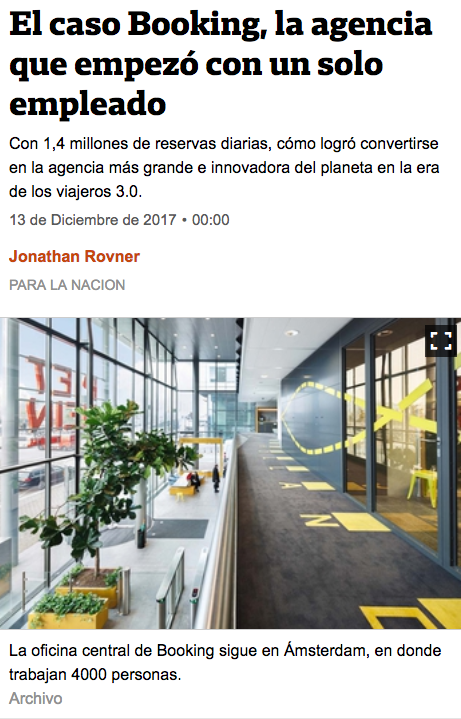 El caso Booking, la agencia
que empezó con un solo
empleado
Con 1,4 millones de reservas diarias, cómo logró convertirse
en la agencia más grande e innovadora del planeta en la era
de los viajeros 3.0.
13 de Diciembre de 2017 • 00:00
Jonathan Rovner
PARA LA NACION
La oficina central de Booking sigue en Ámsterdam, en donde
trabajan 4000 personas.
Archivo